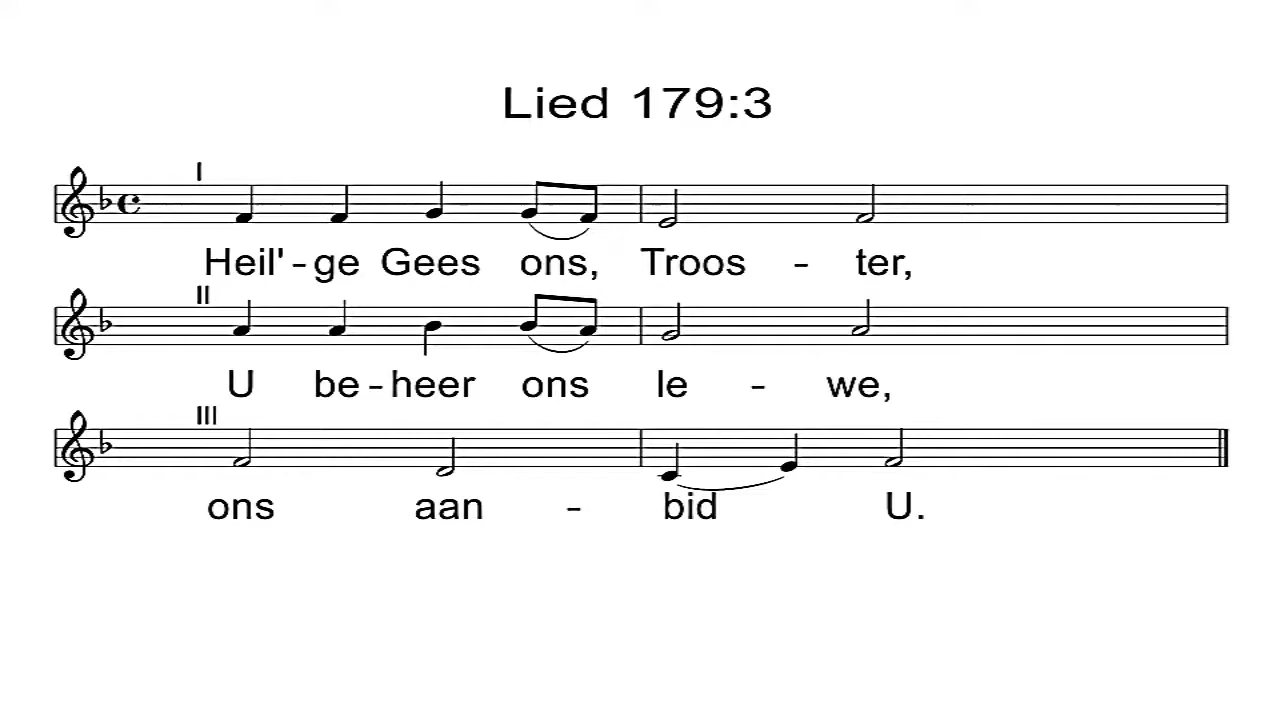 Lied 179:3
I
Heil'-ge Gees ons, Troos - ter,
II
U be-heer ons le - we,
III
ons aan - bid U.